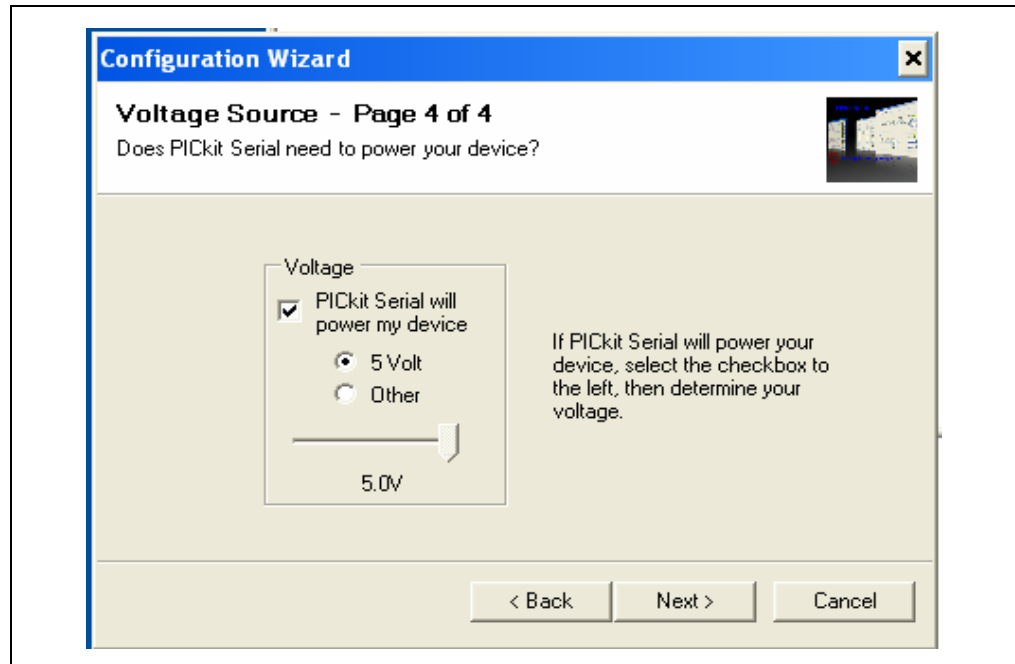 Configuration Wizard
Voltage Source - Page 4 of 4
Does PICkit Serial need to power your device?
Voltage
PICkit Serial will
power my device
5 Volt
Other
5.0V
If PICkit Serial will power your
device, select the checkbox to
the left, then determine your
voltage.
< Back
Next >
Cancel